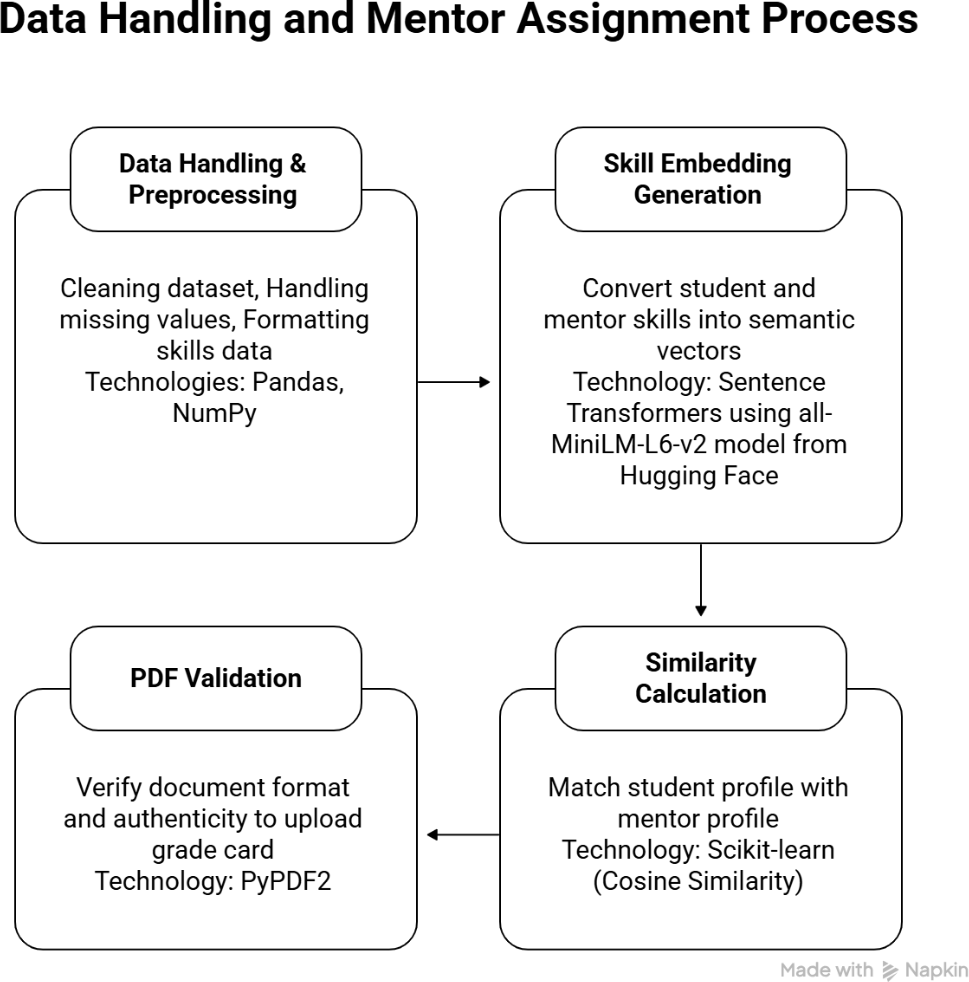 Data Handling and Mentor Assignment Process
Data Handling &
Preprocessing
Cleaning dataset, Handling
missing values, Formatting
skills data
Technologies: Pandas,
NumPy
Skill Embedding
Generation
Convert student and
mentor skills into semantic
vectors
Technology: Sentence
Transformers using all-
MiniLM-L6-v2 model from
Hugging Face
Similarity
Calculation
Match student profile with
mentor profile
Technology: Scikit-learn
(Cosine Similarity)
PDF Validation
Verify document format
and authenticity to upload
grade card
Technology: PyPDF2
Made with Napkin